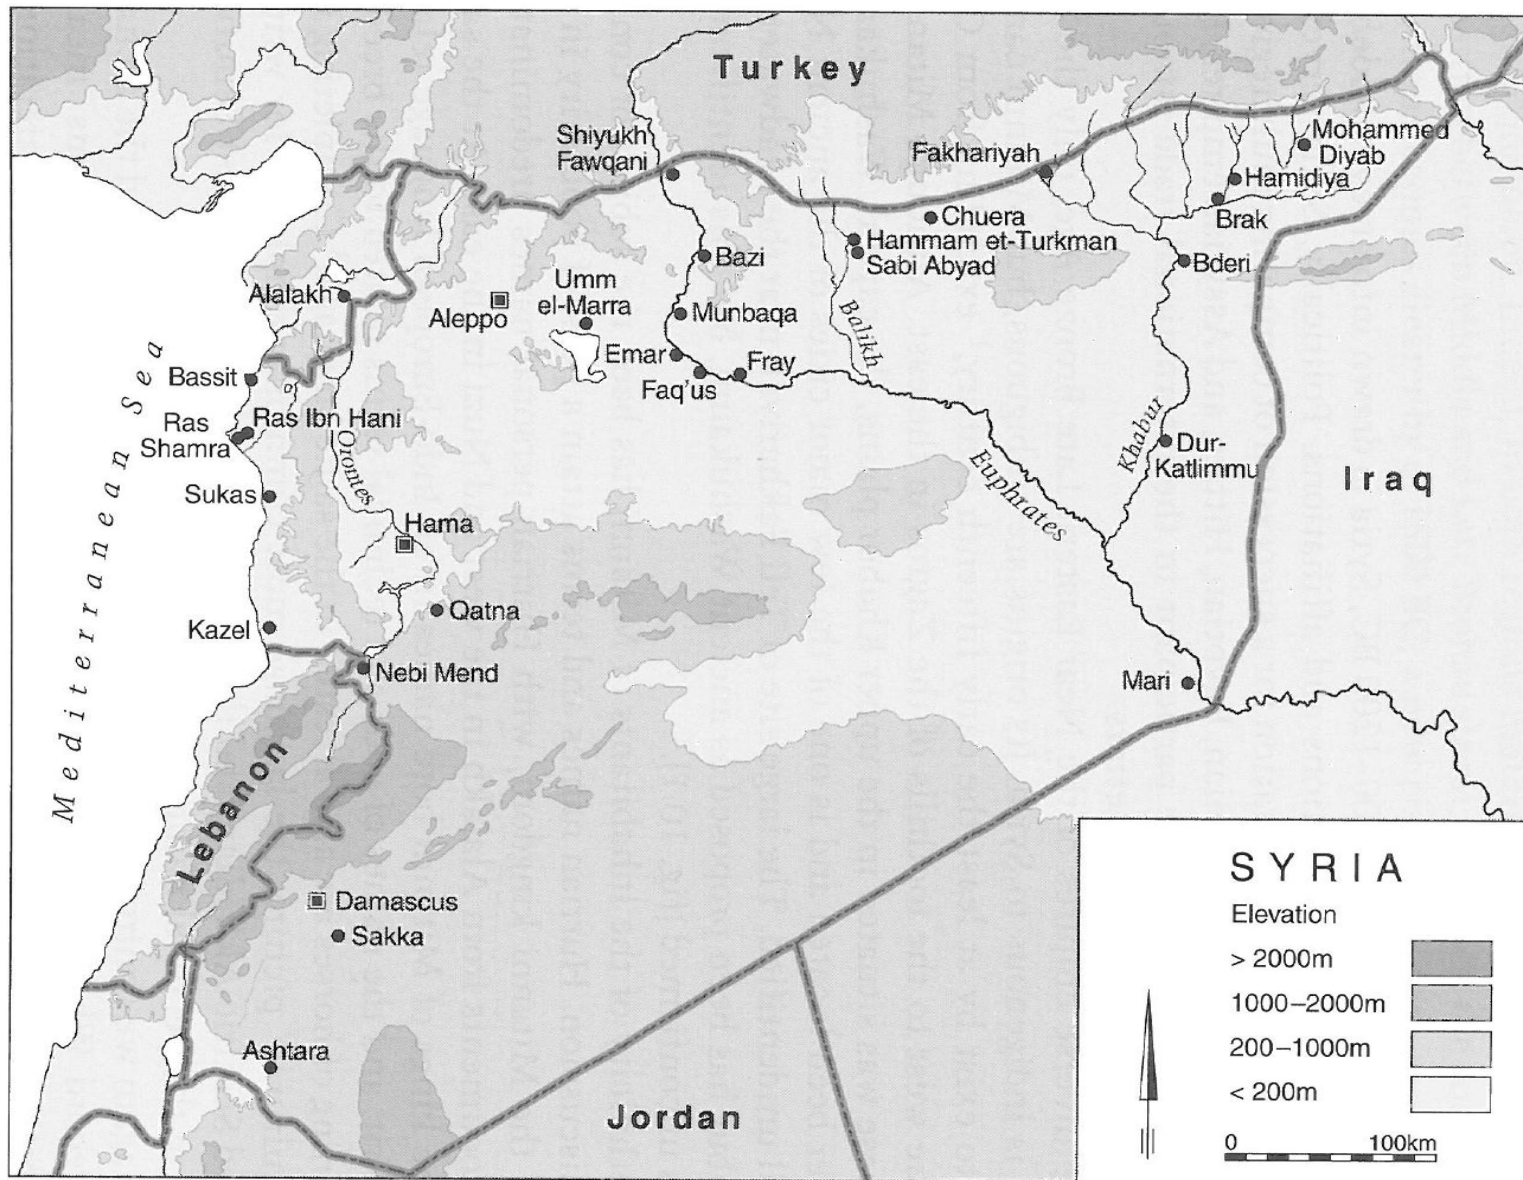 Turkey
Shiyukh
Fawqani
Fakhariyah
Mohammed
Diyab
Hamidiya
Brak
Chuera
Hammam et-Turkman
Sabi Abyad
Bderi
Bazi
Umm
el-Marra
Alalakh
Aleppo
Munbaqa
Balikh
Emar
Fray
Faq'us
Bassit
Ras Ibn Hani
Ras
Shamra
Orontes
Khabur
Dur-
Katlimmu
Euphrates
Iraq
Sukas
Hama
Qatna
Kazel
Nebi Mend
Mari
Mediterranean Sea
Lebanon
Damascus
Sakka
Ashtara
Jordan
SYRIA
Elevation
> 2000m
1000–2000m
200–1000m
< 200m
0 100km